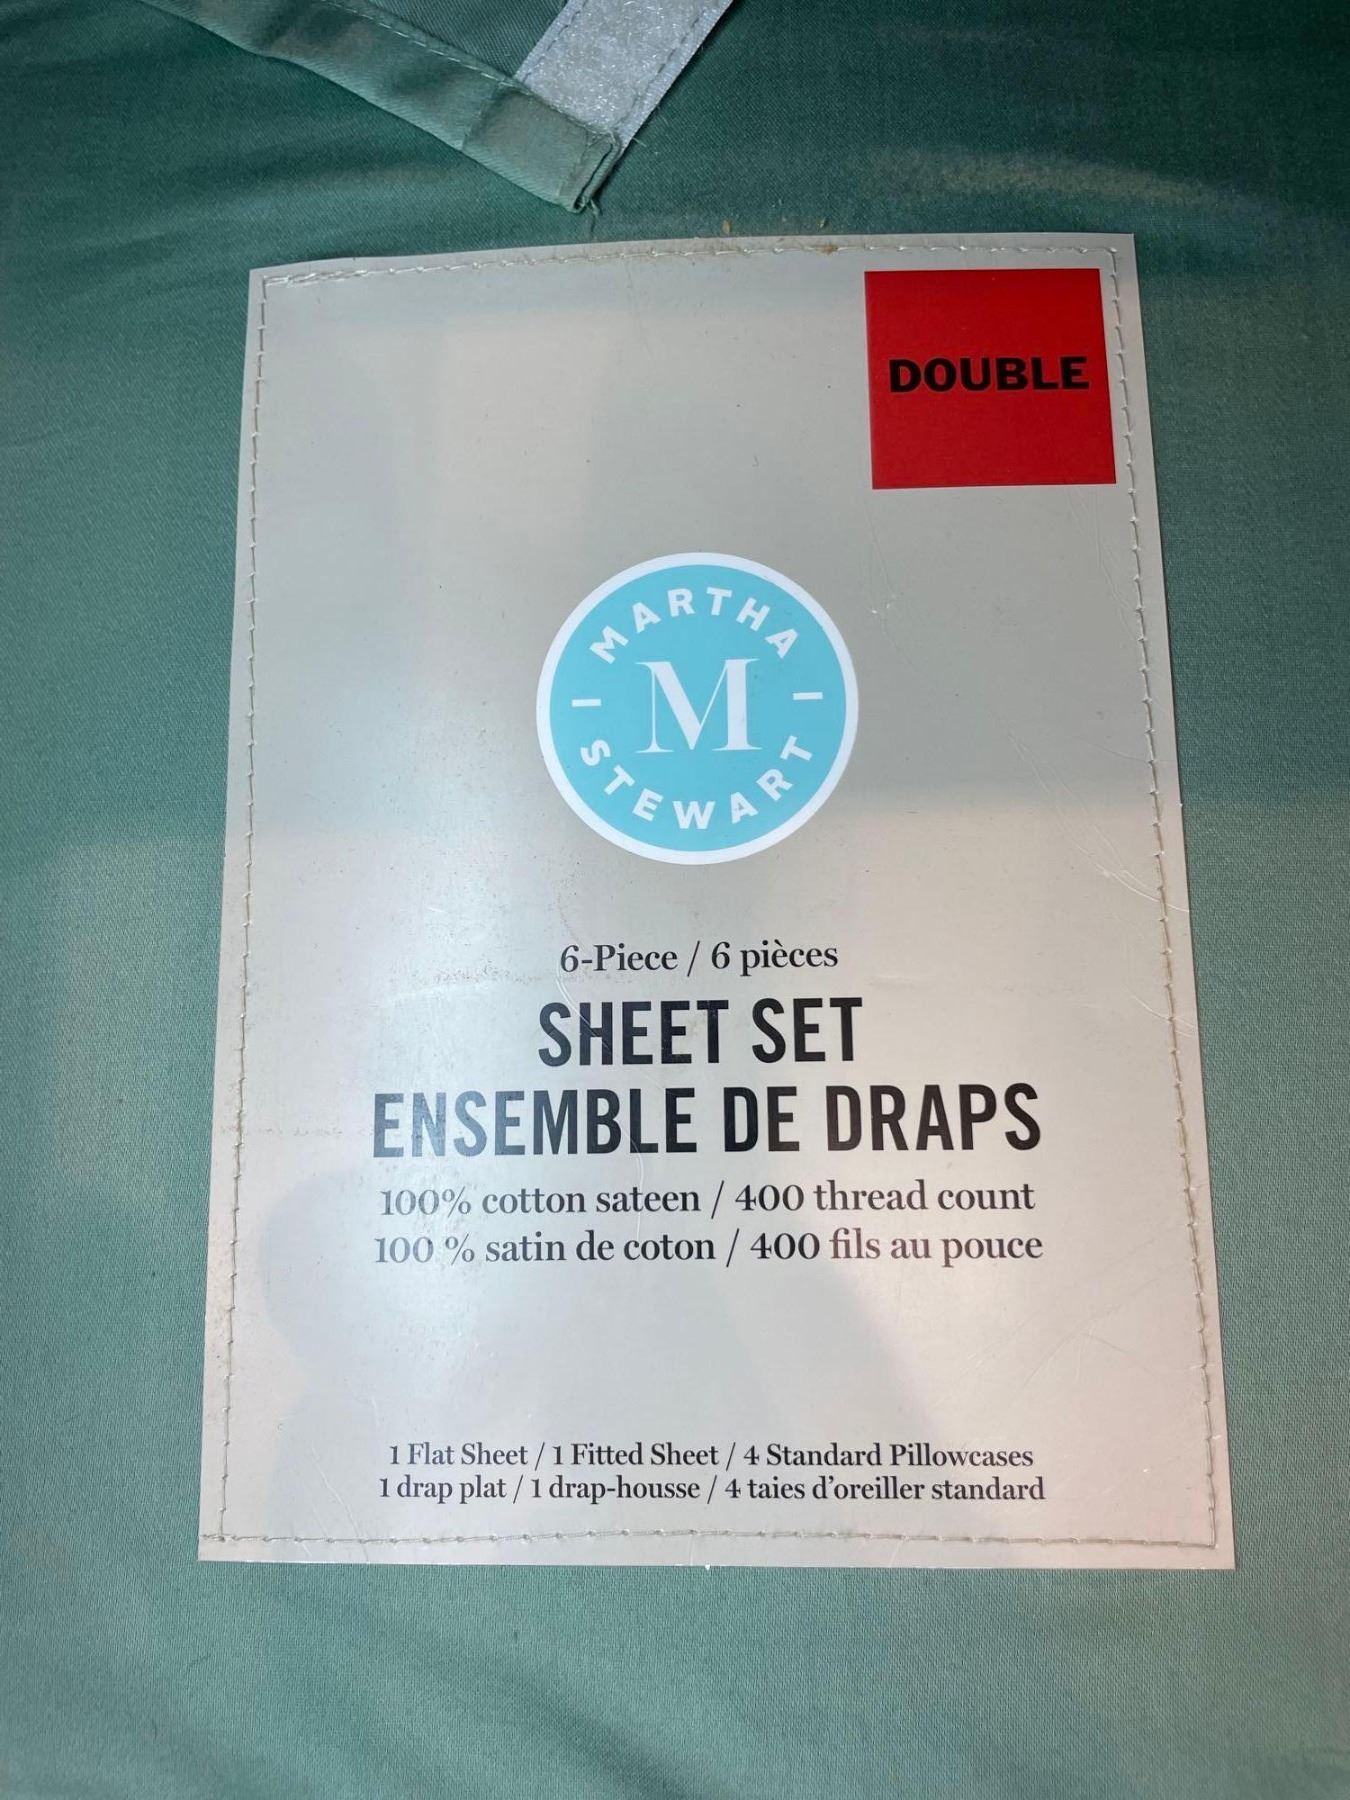 DOUBLE
MARTHA
M
STEWART
6-Piece / 6 pièces
SHEET SET
ENSEMBLE DE DRAPS
100% cotton sateen / 400 thread count
100 % satin de coton / 400 fils au pouce
1 Flat Sheet / 1 Fitted Sheet / 4 Standard Pillowcases
1 drap plat / 1 drap-housse / 4 taies d'oreiller standard